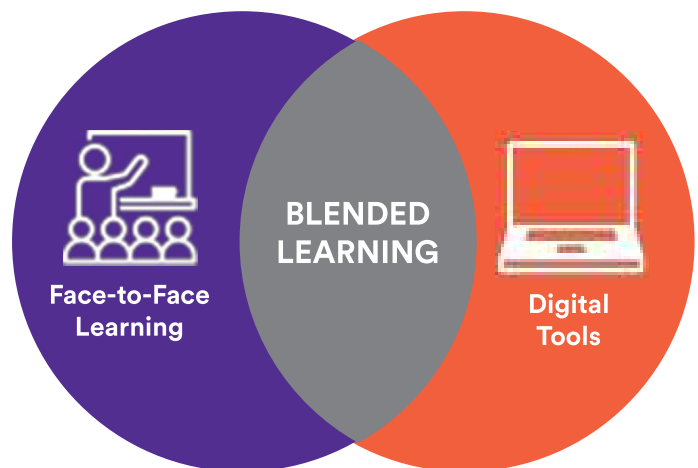 BLENDED
LEARNING
Face-to-Face
Learning
Digital
Tools